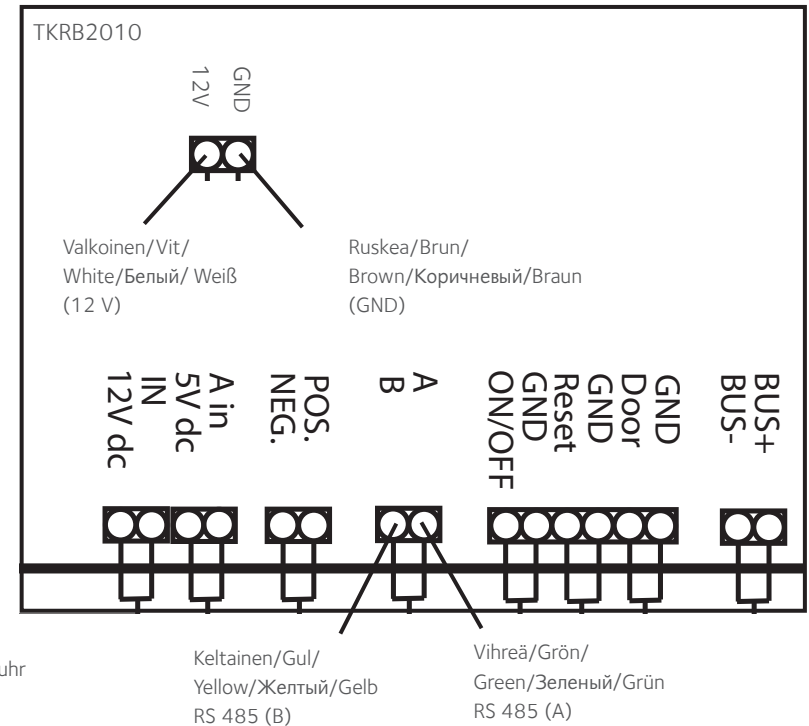 TKRB2010
12V
GND
Valkoinen/Vit/
White/Белый/ Weiß
(12 V)
Ruskea/Brun/
Brown/Коричневый/Braun
(GND)
12V dc
IN
5V dc
A in
NEG.
POS.
B
A
ON/OFF
GND
Reset
GND
Door
GND
BUS-
BUS+
uhr
Keltainen/Gul/
Yellow/Желтый/Gelb
RS 485 (B)
Vihreä/Grön/
Green/Зеленый/Grün
RS 485 (A)